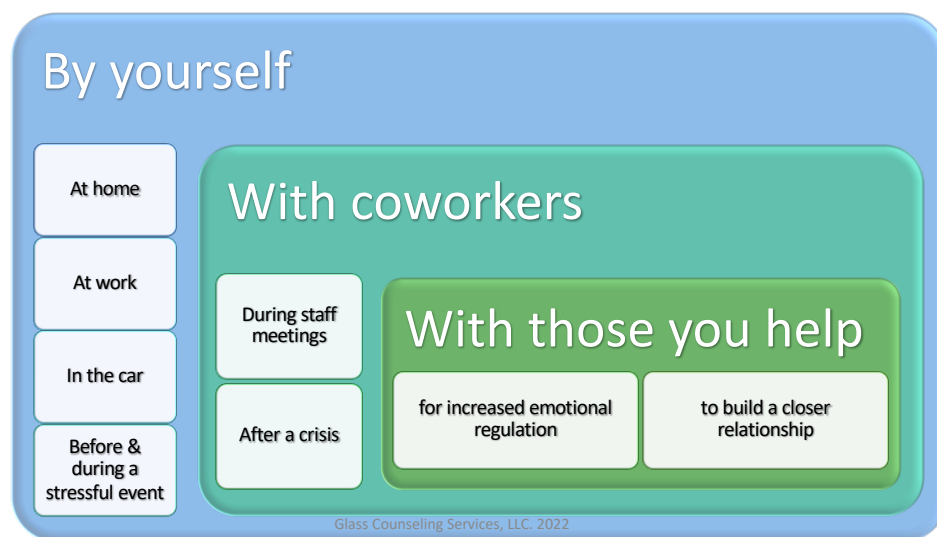 By yourself
At home
At work
In the car
Before &
during a
stressful event
With coworkers
During staff
meetings
After a crisis
With those you help
for increased emotional
regulation
to build a closer
relationship
Glass Counseling Services, LLC. 2022